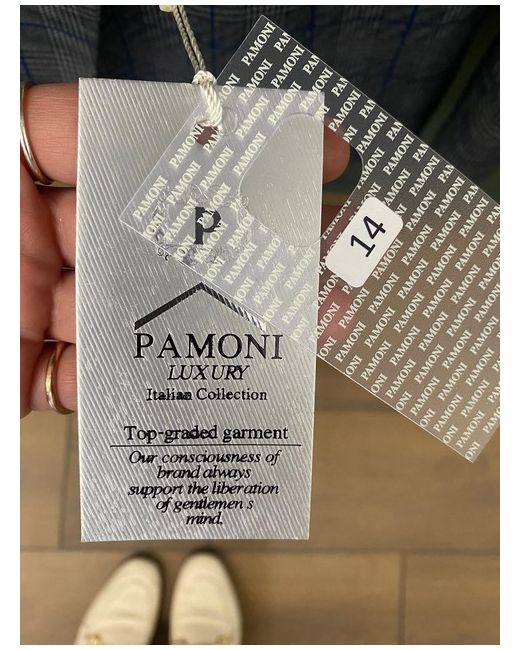 P
PAMONI
LUXURY
Italian Collection
Top-graded garment
Our consciousness of
brand always
support the liberation
of gentlemen s
mind.
PAMONI
14